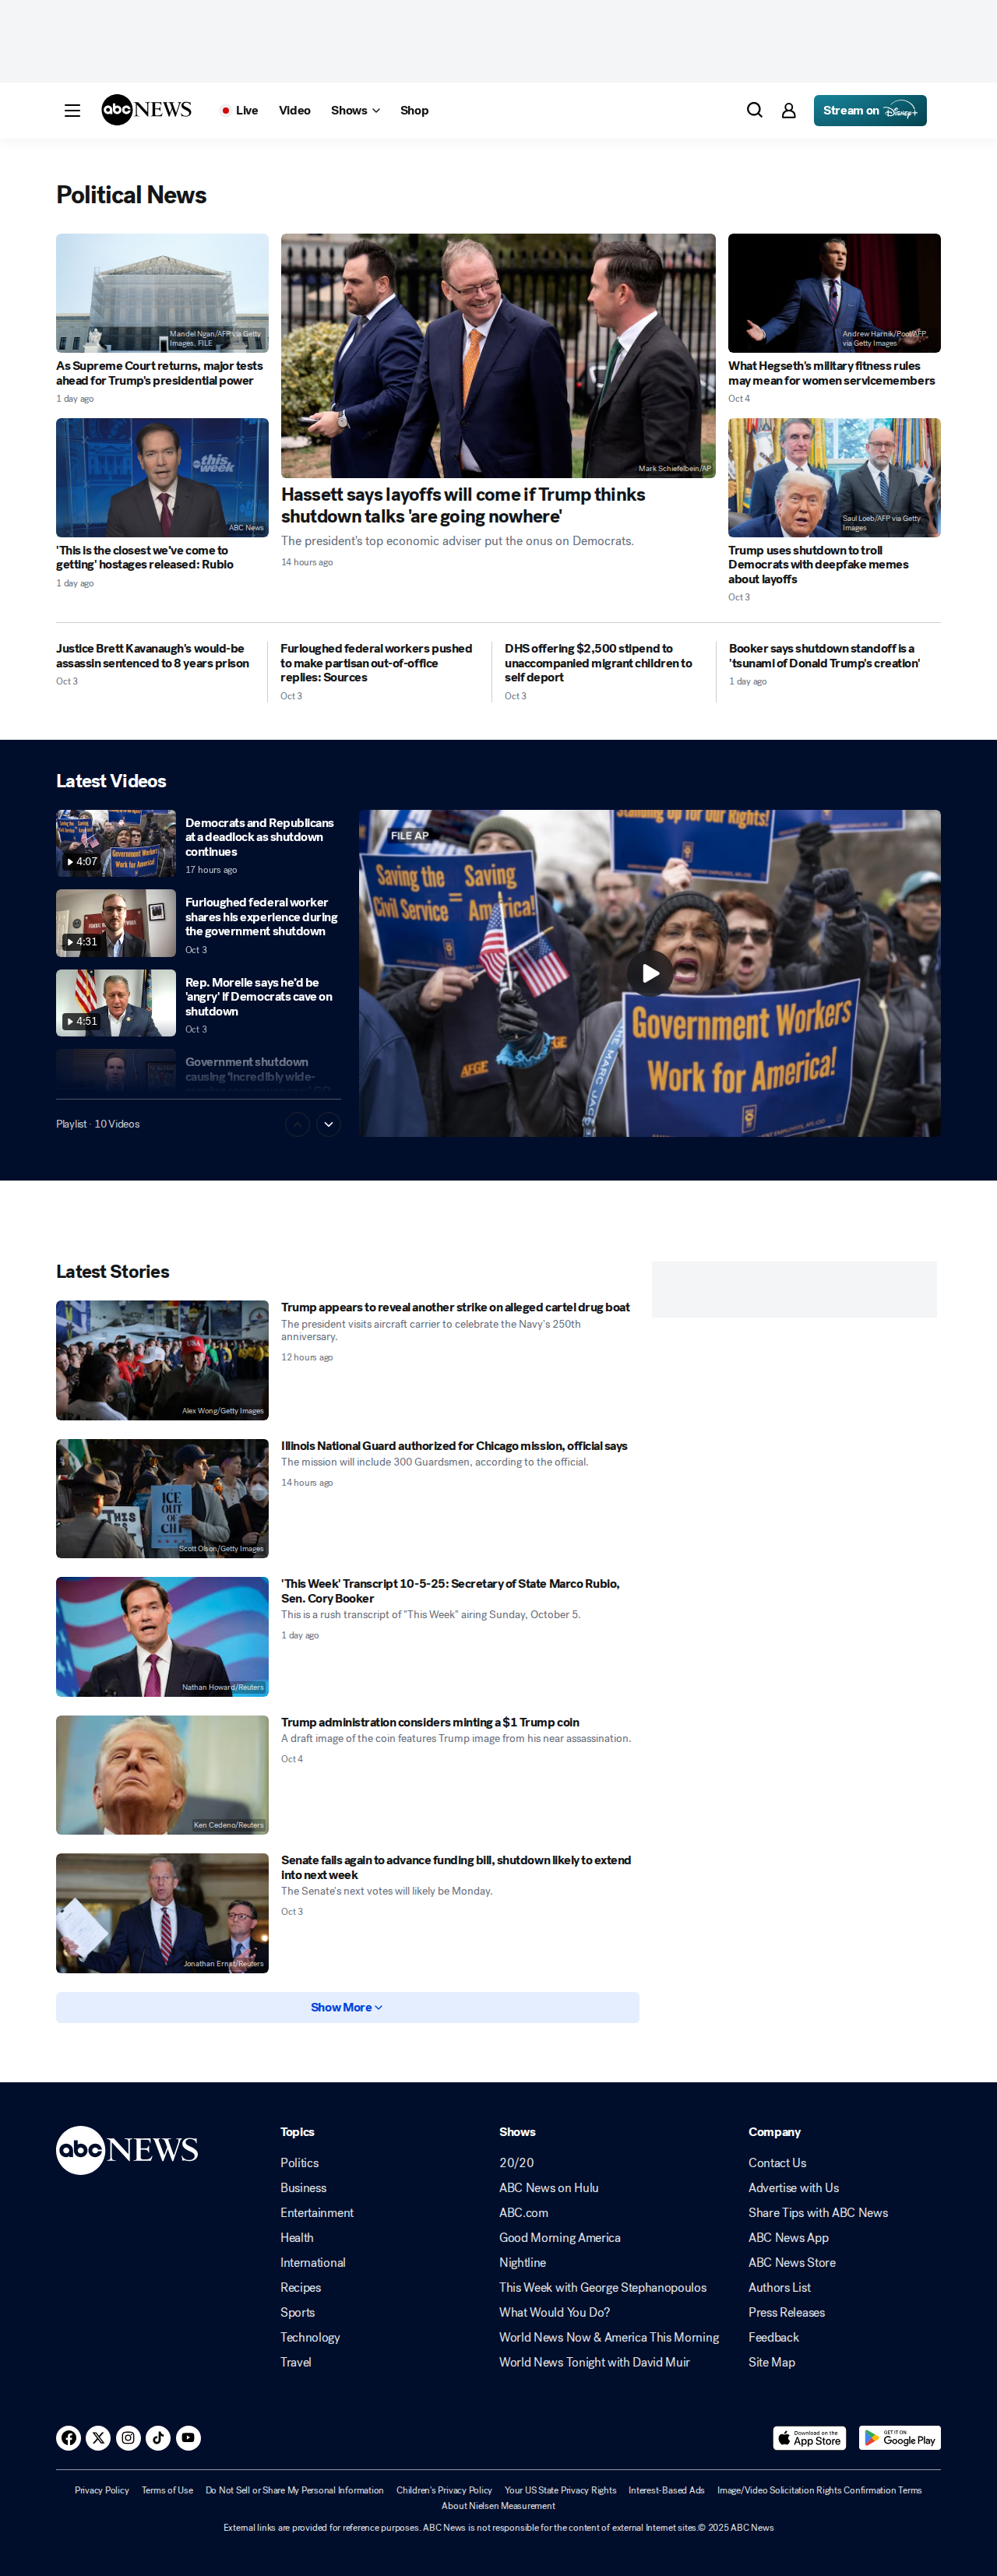 abc NEWS
Live
Video
Shows
Shop
Stream on Disney+
Political News
Mandel Ngan/AFP via Getty
Images, FILE
As Supreme Court returns, major tests
ahead for Trump's presidential power
1 day ago
this
week
ABC News
'This is the closest we've come to
getting' hostages released: Rubio
1 day ago
Mark Schiefelbein/AP
Hassett says layoffs will come if Trump thinks
shutdown talks 'are going nowhere'
The president's top economic adviser put the onus on Democrats.
14 hours ago
Andrew Harnik/Pool/AFP
via Getty Images
What Hegseth's military fitness rules
may mean for women servicemembers
Oct 4
Saul Loeb/AFP via Getty
Images
Trump uses shutdown to troll
Democrats with deepfake memes
about layoffs
Oct 3
Justice Brett Kavanaugh's would-be
assassin sentenced to 8 years prison
Oct 3
Furloughed federal workers pushed
to make partisan out-of-office
replies: Sources
Oct 3
DHS offering $2,500 stipend to
unaccompanied migrant children to
self deport
Oct 3
Booker says shutdown standoff is a
'tsunami of Donald Trump's creation'
1 day ago
Latest Videos
4:07
Democrats and Republicans
at a deadlock as shutdown
continues
17 hours ago
4:31
Furloughed federal worker
shares his experience during
the government shutdown
Oct 3
4:51
Rep. Morelle says he'd be
'angry' if Democrats cave on
shutdown
Oct 3
Government shutdown
causing 'incredibly wide-
Playlist · 10 Videos
FILE AP
Standing Up for Our Rights!
Saving the = Saving
Civil Service = America!
AFGE
THE MARC JACOBS
Government Workers
Work for America!
Latest Stories
USA
Alex Wong/Getty Images
Trump appears to reveal another strike on alleged cartel drug boat
The president visits aircraft carrier to celebrate the Navy's 250th
anniversary.
12 hours ago
THIS
ICE
OUT OF
CHI
Scott Olson/Getty Images
Illinois National Guard authorized for Chicago mission, official says
The mission will include 300 Guardsmen, according to the official.
14 hours ago
Nathan Howard/Reuters
'This Week' Transcript 10-5-25: Secretary of State Marco Rubio,
Sen. Cory Booker
This is a rush transcript of "This Week" airing Sunday, October 5.
1 day ago
Ken Cedeno/Reuters
Trump administration considers minting a $1 Trump coin
A draft image of the coin features Trump image from his near assassination.
Oct 4
Jonathan Ernst/Reuters
Senate fails again to advance funding bill, shutdown likely to extend
into next week
The Senate's next votes will likely be Monday.
Oct 3
Show More
abc NEWS
Topics
Politics
Business
Entertainment
Health
International
Recipes
Sports
Technology
Travel
Shows
20/20
ABC News on Hulu
ABC.com
Good Morning America
Nightline
This Week with George Stephanopoulos
What Would You Do?
World News Now & America This Morning
World News Tonight with David Muir
Company
Contact Us
Advertise with Us
Share Tips with ABC News
ABC News App
ABC News Store
Authors List
Press Releases
Feedback
Site Map
Download on the
App Store
GET IT ON
Google Play
Privacy Policy
Terms of Use
Do Not Sell or Share My Personal Information
Children's Privacy Policy
Your US State Privacy Rights
Interest-Based Ads
Image/Video Solicitation Rights Confirmation Terms
About Nielsen Measurement
External links are provided for reference purposes. ABC News is not responsible for the content of external Internet sites.© 2025 ABC News